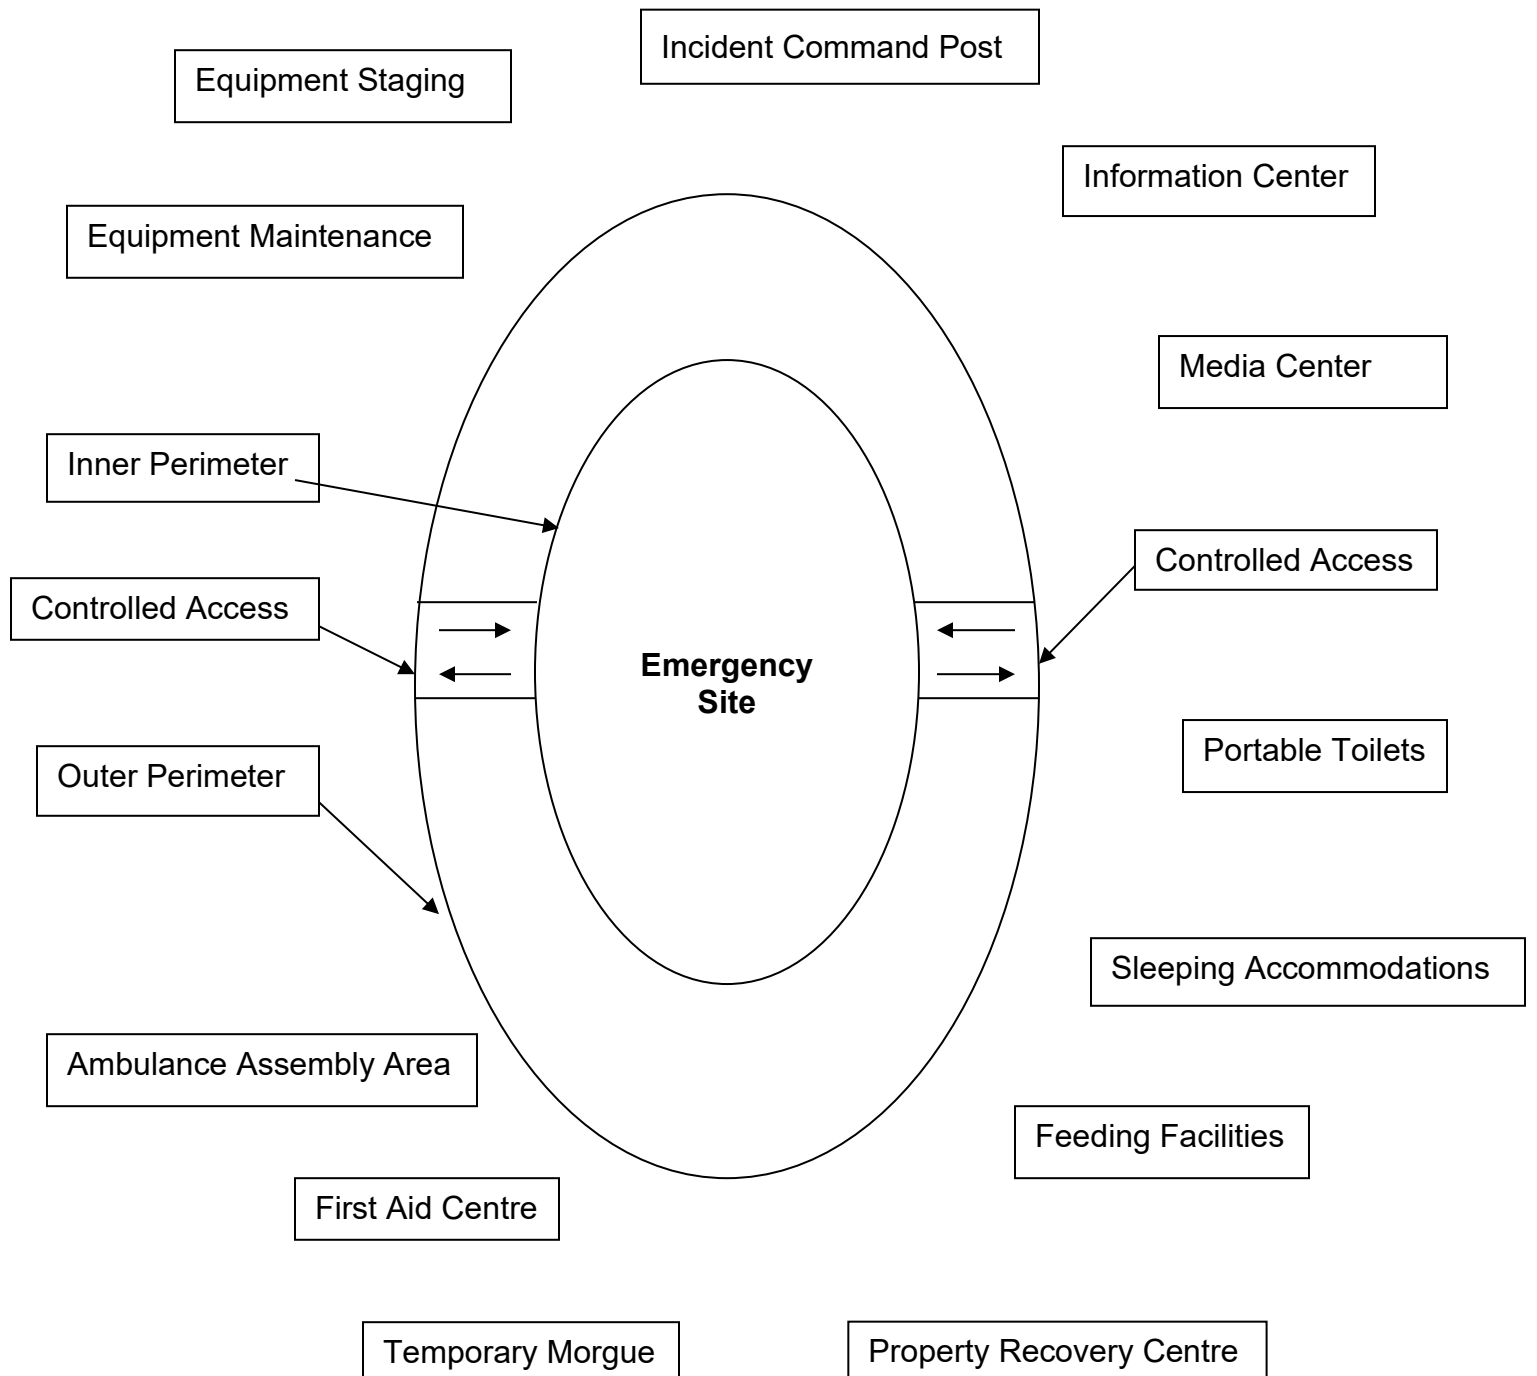 Incident Command Post
Equipment Staging
Information Center
Equipment Maintenance
Media Center
Inner Perimeter
Controlled Access
Controlled Access
Emergency
Site
Portable Toilets
Outer Perimeter
Sleeping Accommodations
Ambulance Assembly Area
Feeding Facilities
First Aid Centre
Temporary Morgue
Property Recovery Centre